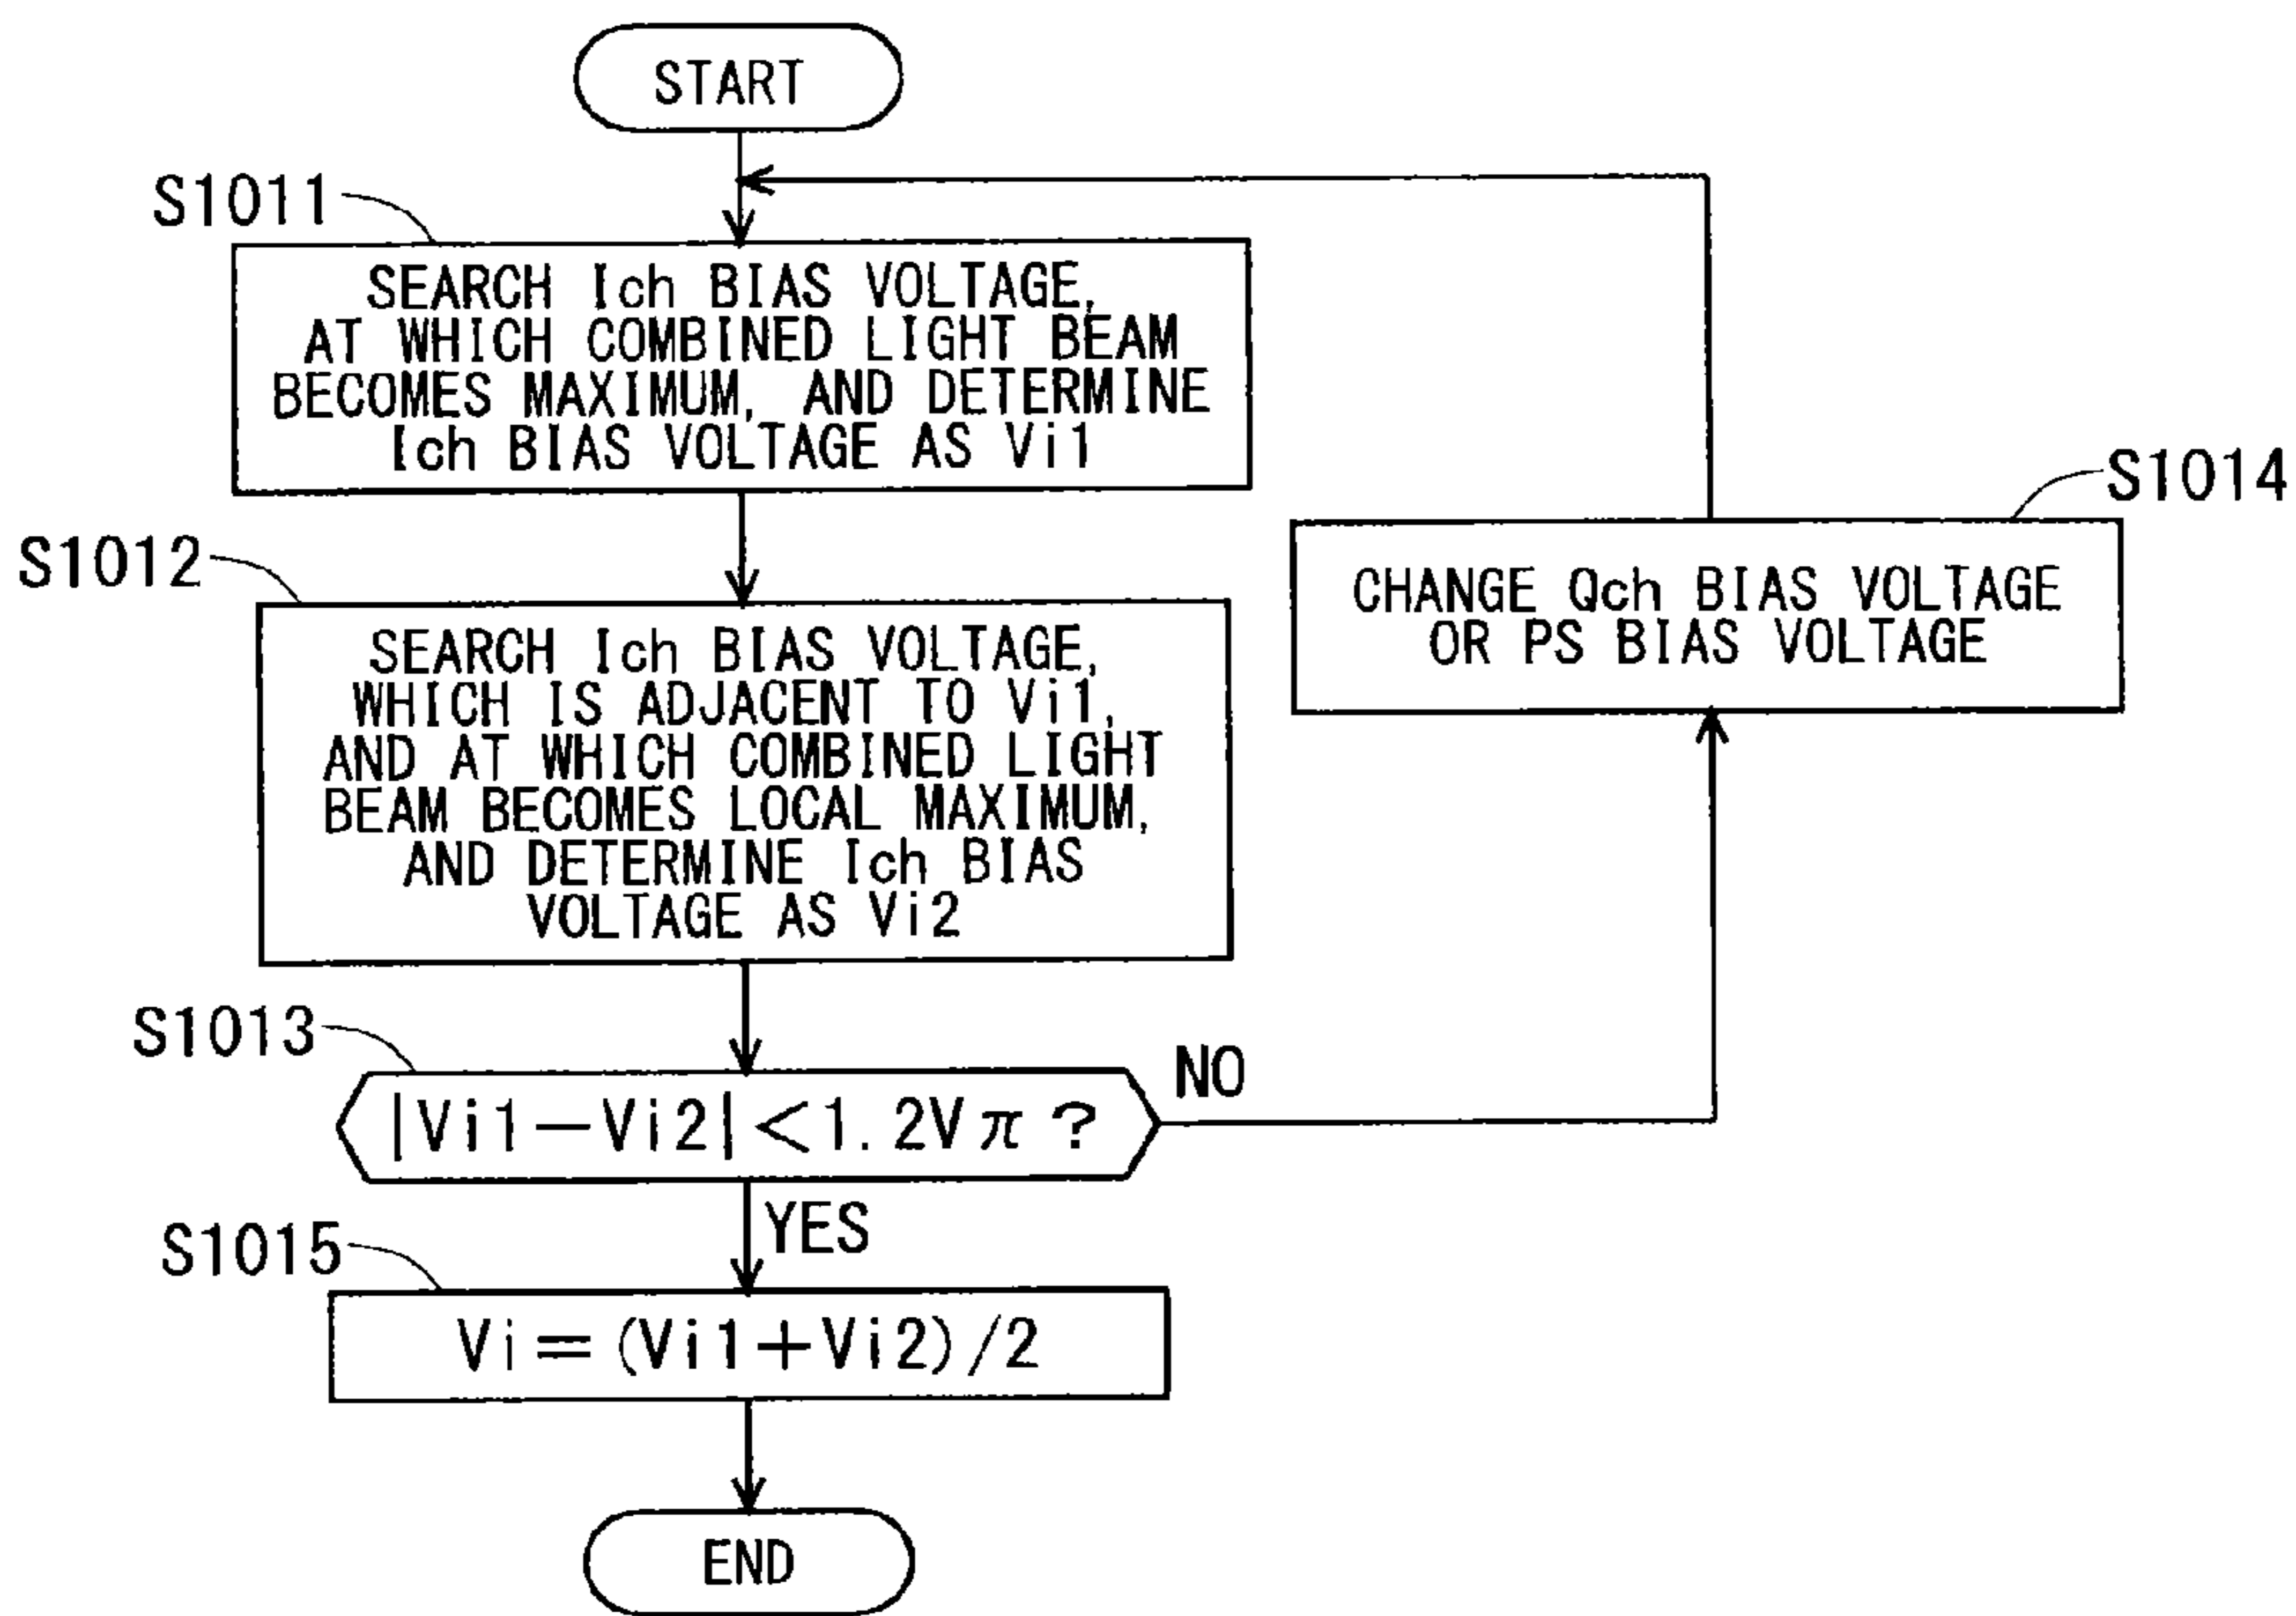 START
S1011
SEARCH Ich BIAS VOLTAGE,
AT WHICH COMBINED LIGHT BEAM
BECOMES MAXIMUM, AND DETERMINE
Ich BIAS VOLTAGE AS Vi1
S1014
CHANGE Qch BIAS VOLTAGE
OR PS BIAS VOLTAGE
S1012
SEARCH Ich BIAS VOLTAGE,
WHICH IS ADJACENT TO Vi1,
AND AT WHICH COMBINED LIGHT
BEAM BECOMES LOCAL MAXIMUM,
AND DETERMINE Ich BIAS
VOLTAGE AS Vi2
S1013
|Vi1-Vi2|<1.2Vπ?
NO
YES
S1015
Vi=(Vi1+Vi2)/2
END